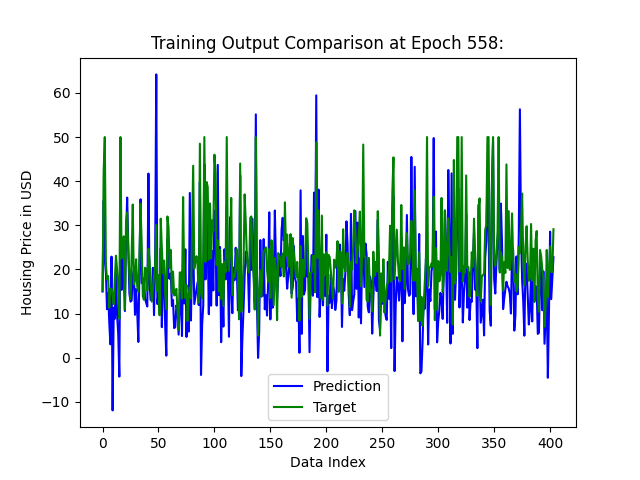 Training Output Comparison at Epoch 558:
Housing Price in USD
60
50
40
30
20
10
0
−10
Prediction
Target
0 50 100 150 200 250 300 350 400
Data Index